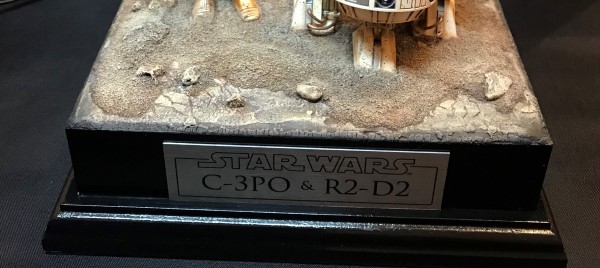 STAR WARS
C-3PO & R2-D2